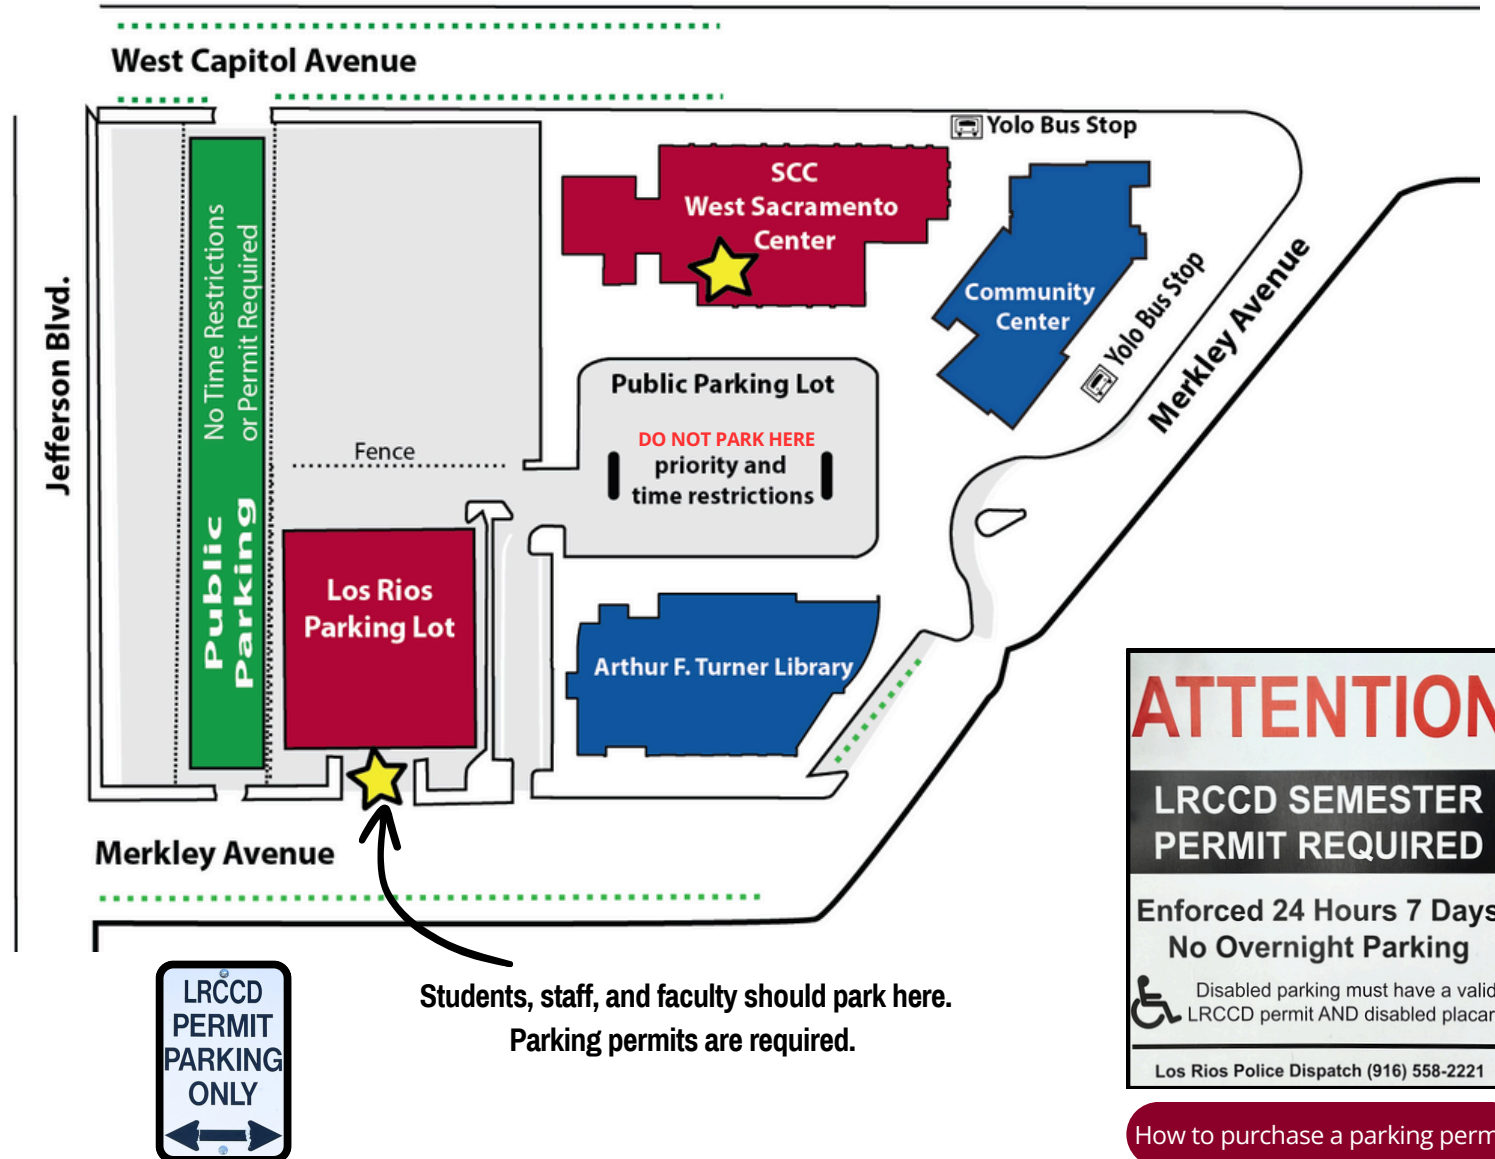 West Capitol Avenue
Yolo Bus Stop
SCC
West Sacramento
Center
Community
Center
Yolo Bus Stop
Merkley Avenue
Jefferson Blvd.
No Time Restrictions
or Permit Required
Public
Parking
Public Parking Lot
DO NOT PARK HERE
priority and
time restrictions
Fence
Los Rios
Parking Lot
Arthur F. Turner Library
Merkley Avenue
Students, staff, and faculty should park here.
Parking permits are required.
LRCCD
PERMIT
PARKING
ONLY
ATTENTION
LRCCD SEMESTER
PERMIT REQUIRED
Enforced 24 Hours 7 Days
No Overnight Parking
Disabled parking must have a valid
LRCCD permit AND disabled placar
Los Rios Police Dispatch (916) 558-2221
How to purchase a parking perm